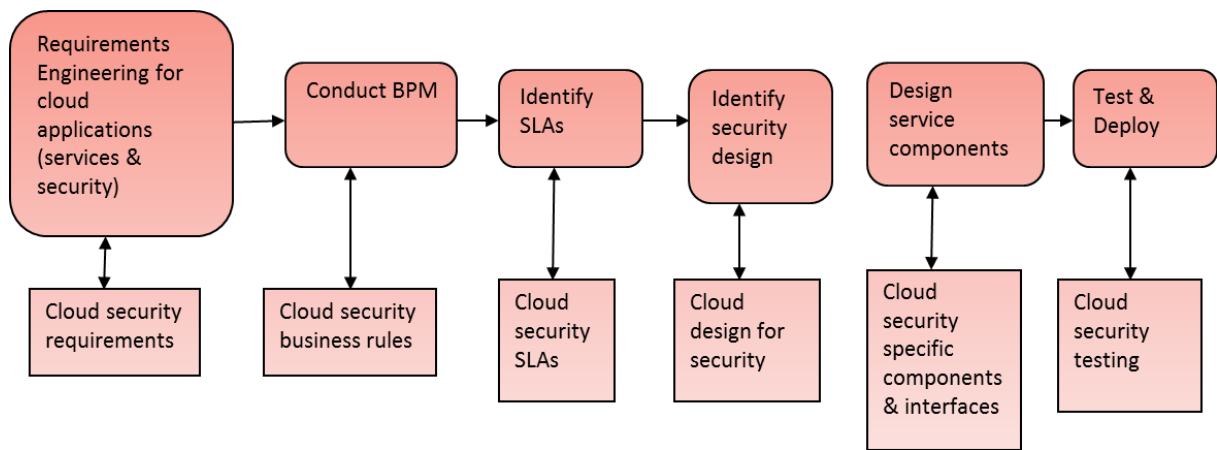 Requirements
Engineering for
cloud
applications
(services &
security)
Conduct BPM
Identify
SLAs
Identify
security
design
Design
service
components
Test &
Deploy
Cloud security
requirements
Cloud security
business rules
Cloud
security
SLAs
Cloud
design for
security
Cloud
security
specific
components
& interfaces
Cloud
security
testing